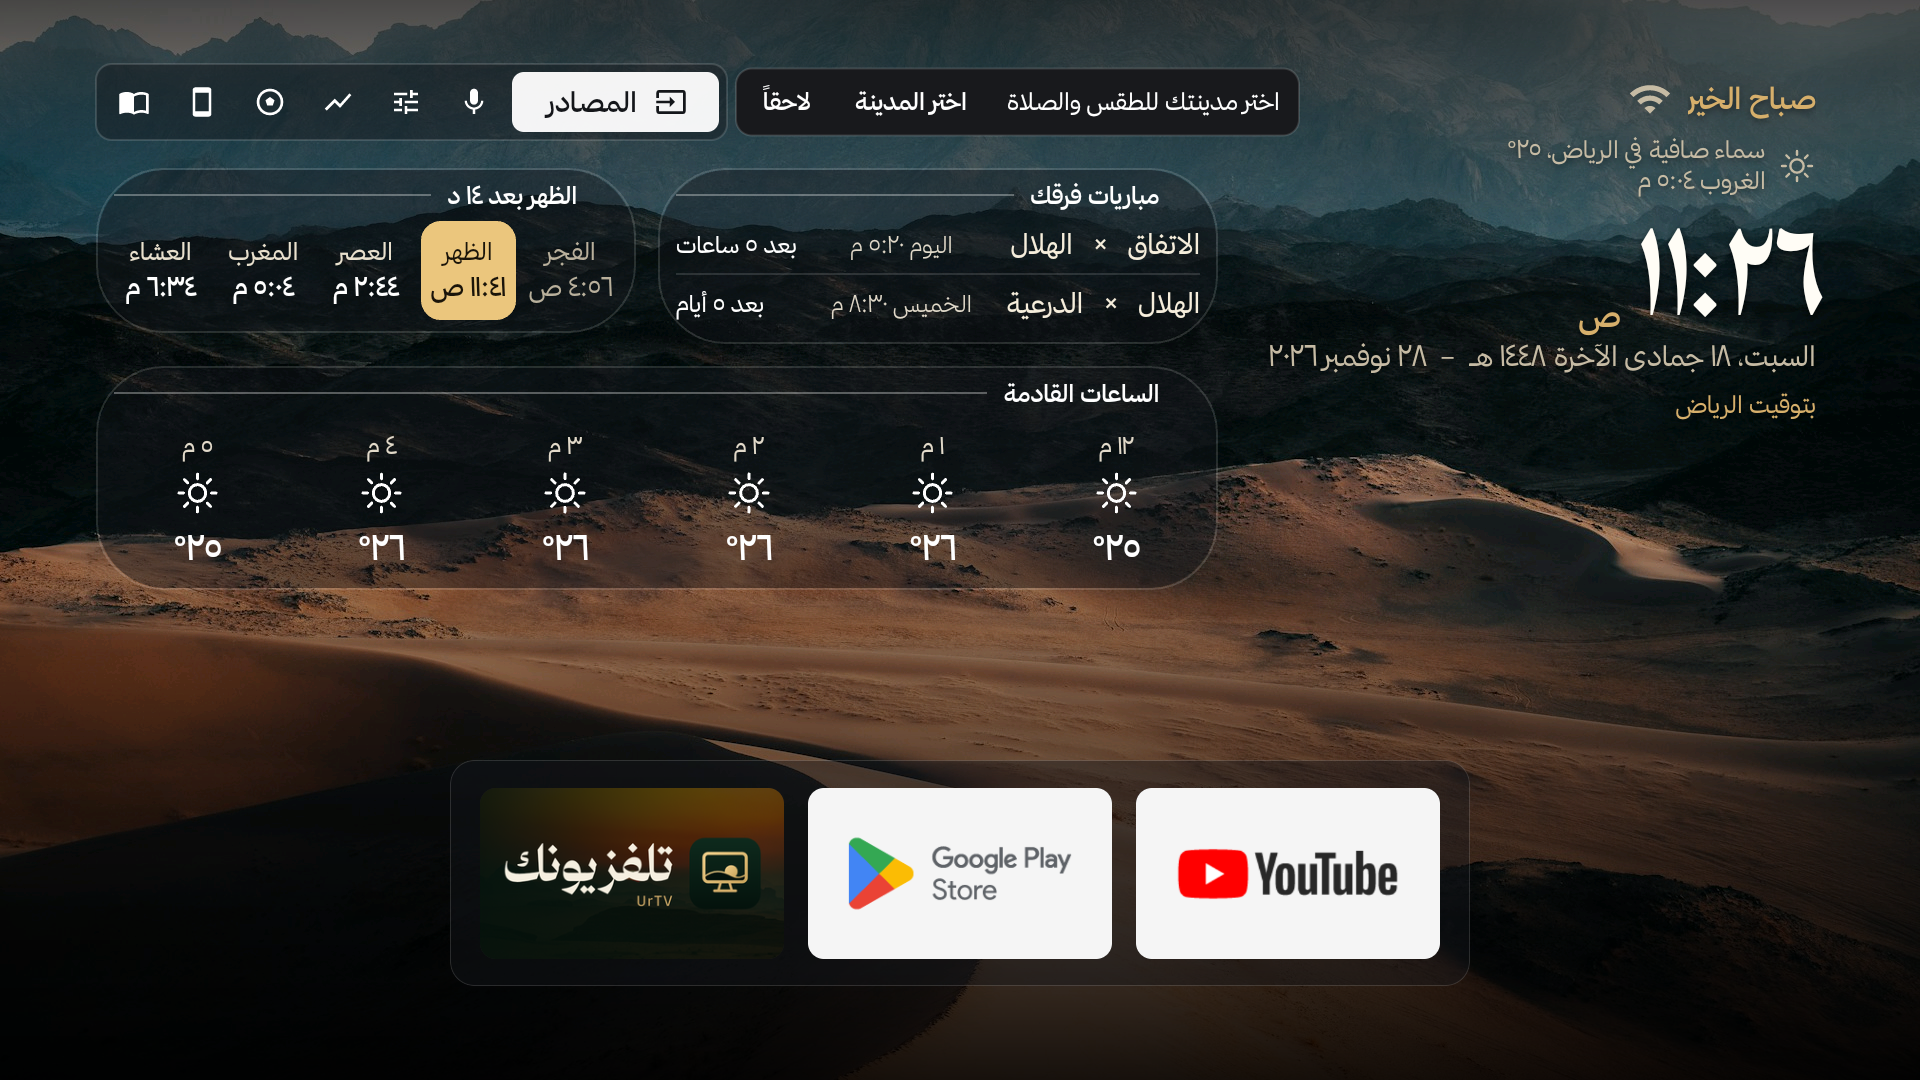 صباح الخير
سماء صافية في الرياض، ٢٥°
الغروب ٥:٠٤ م
١١:٢٦ ص
السبت، ١٨ جمادى الآخرة ١٤٤٨ هـ – ٢٨ نوفمبر ٢٠٢٦
بتوقيت الرياض
اختر مدينتك للطقس والصلاة
اختر المدينة
لاحقاً
المصادر
مباريات فرقك
الاتفاق × الهلال اليوم ٥:٢٠ م بعد ٥ ساعات
الهلال × الدرعية الخميس ٨:٣٠ م بعد ٥ أيام
الظهر بعد ١٤ د
الفجر الظهر العصر المغرب العشاء
٤:٥٦ ص ١١:٤١ ص ٢:٤٤ م ٥:٠٤ م ٦:٣٤ م
الساعات القادمة
١٢ م ١ م ٢ م ٣ م ٤ م ٥ م
٢٥° ٢٦° ٢٦° ٢٦° ٢٦° ٢٥°
YouTube
Google Play
Store
تلفزيونك
UrTV